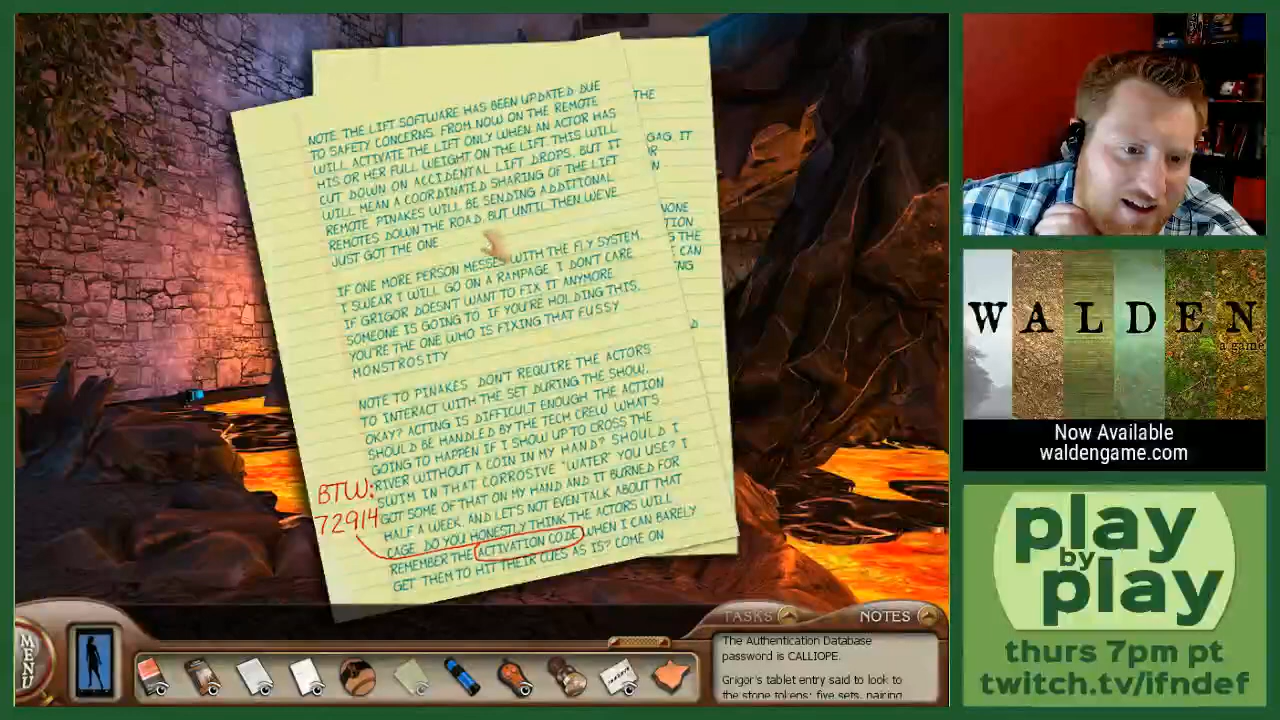 NOTE THE LIFT SOFTWARE HAS BEEN UPDATED. DUE
TO SAFETY CONCERNS. FROM NOW ON THE REMOTE
WILL ACTIVATE THE LIFT ONLY WHEN AN ACTOR HAS
HIS OR HER FULL WEIGHT ON THE LIFT. THIS WILL
CUT DOWN ON ACCIDENTAL LIFT DROPS. BUT IT
WILL MEAN A COORDINATED SHARING OF THE LIFT
REMOTE. PINAKES WILL BE SENDING ADDITIONAL
REMOTES DOWN THE ROAD, BUT UNTIL THEN WE'VE
JUST GOT THE ONE
IF ONE MORE PERSON MESSES WITH THE FLY SYSTEM
I SWEAR I WILL GO ON A RAMPAGE. I DON'T CARE
IF GRIGOR DOESN'T WANT TO FIX IT ANYMORE.
SOMEONE IS GOING TO. IF YOU'RE HOLDING THIS,
YOU'RE THE ONE WHO IS FIXING THAT FUSSY
MONSTROSITY
NOTE TO PINAKES DON'T REQUIRE THE ACTORS
TO INTERACT WITH THE SET DURING THE SHOW,
OKAY? ACTING IS DIFFICULT ENOUGH. THE ACTION
SHOULD BE HANDLED BY THE TECH CREW. WHAT'S
GOING TO HAPPEN IF I SHOW UP TO CROSS THE
RIVER WITHOUT A COIN IN MY HAND? SHOULD I
SWIM IN THAT CORROSIVE "WATER" YOU USE? I
GOT SOME OF THAT ON MY HAND AND IT BURNED FOR
HALF A WEEK. AND LET'S NOT EVEN TALK ABOUT THAT
CAGE. DO YOU HONESTLY THINK THE ACTORS WILL
REMEMBER THE ACTIVATION CODE WHEN I CAN BARELY
GET THEM TO HIT THEIR CUES AS IS? COME ON
BTW:
72914
THE
GAG. IT
NONE
THE
CAN
MENU
TASKS
NOTES
The Authentication Database
password is CALLIOPE.
Grigor's tablet entry said to look to
the stone tokens: five sets, pairing
WALDEN
a game
Now Available
waldengame.com
play
by
play
thurs 7pm pt
twitch.tv/ifndef